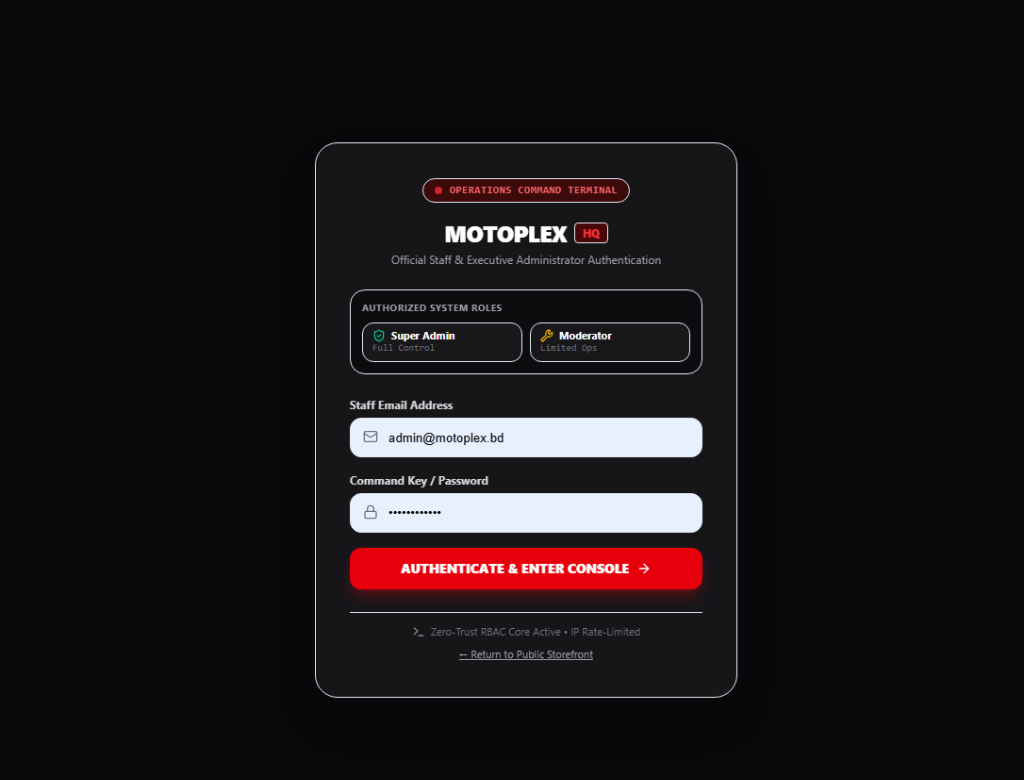 OPERATIONS COMMAND TERMINAL
MOTOPLEX HQ
Official Staff & Executive Administrator Authentication
AUTHORIZED SYSTEM ROLES
Super Admin
Full Control
Moderator
Limited Ops
Staff Email Address
admin@motoplex.bd
Command Key / Password
••••••••••••
AUTHENTICATE & ENTER CONSOLE →
Zero-Trust RBAC Core Active • IP Rate-Limited
← Return to Public Storefront